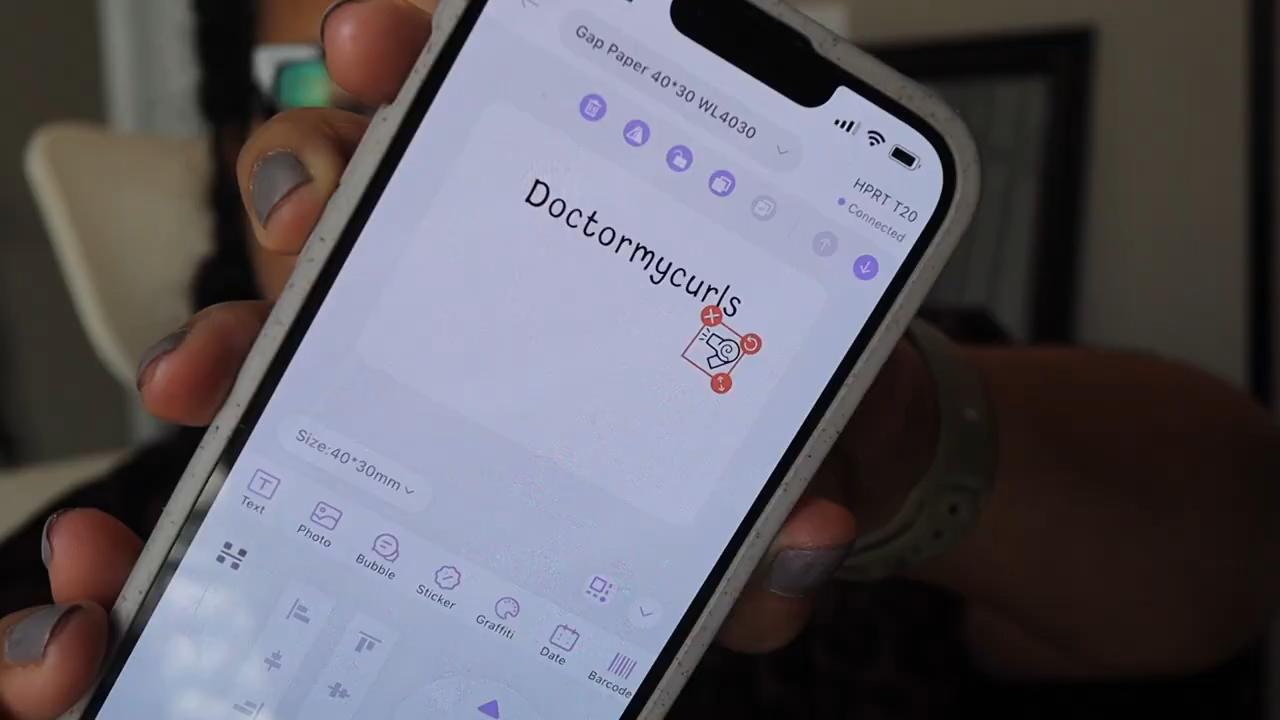 Gap Paper 40*30 WL4030
HPRT T20
Connected
Doctormycurls
Size:40*30mm
Text
Photo
Bubble
Sticker
Graffiti
Date
Barcode